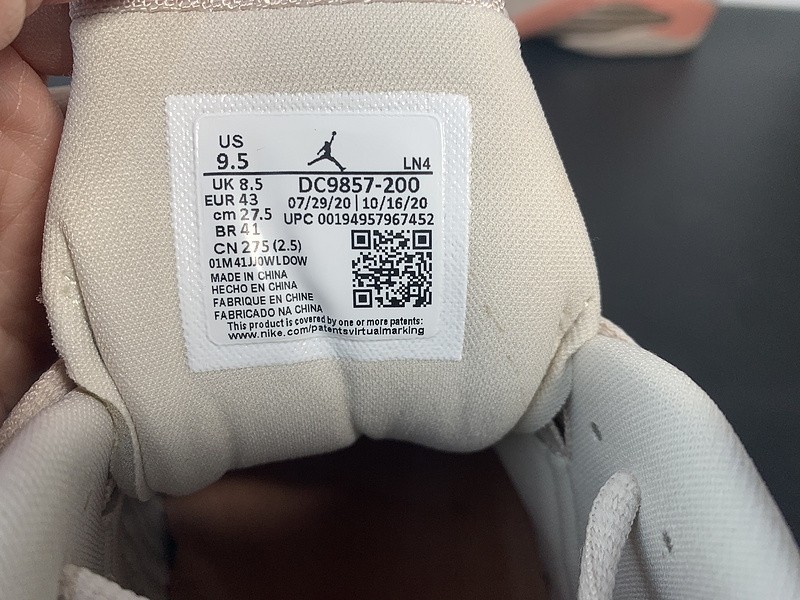 US
9.5
LN4
UK 8.5
DC9857-200
EUR 43
07/29/20 | 10/16/20
cm 27.5
UPC 00194957967452
BR 41
CN 275 (2.5)
01M41JJ0WLDOW
MADE IN CHINA
HECHO EN CHINA
FABRIQUE EN CHINE
FABRICADO NA CHINA
This product is covered by one or more patents:
www.nike.com/patentsvirtualmarking